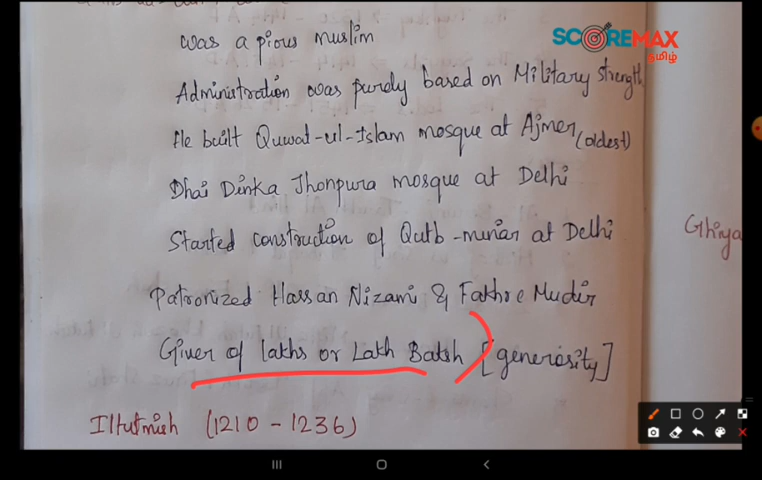 was a pious muslim
SCOREMAX
தமிழ்
Administration was purely based on Military strength
He built Quwat-ul-Islam mosque at Ajmer (oldest)
Dhai Dinka Jhonpura mosque at Delhi
Started construction of Qutb-minar at Delhi
Ghiya
Patronized Hassan Nizami & Fakhre Mudir
Giver of lakhs or Lakh Batsh [generosity]
Iltutmish (1210 - 1236)